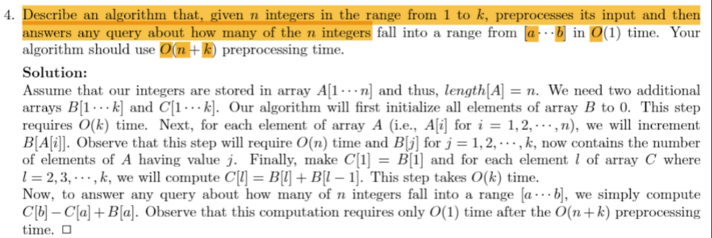 4. Describe an algorithm that, given n integers in the range from 1 to k, preprocesses its input and then
answers any query about how many of the n integers fall into a range from [a···b] in O(1) time. Your
algorithm should use O(n + k) preprocessing time.
Solution:
Assume that our integers are stored in array A[1···n] and thus, length[A] = n. We need two additional
arrays B[1···k] and C[1···k]. Our algorithm will first initialize all elements of array B to 0. This step
requires O(k) time. Next, for each element of array A (i.e., A[i] for i = 1, 2, ···, n), we will increment
B[A[i]]. Observe that this step will require O(n) time and B[j] for j = 1, 2, ···, k, now contains the number
of elements of A having value j. Finally, make C[1] = B[1] and for each element l of array C where
l = 2, 3, ···, k, we will compute C[l] = B[l] + B[l − 1]. This step takes O(k) time.
Now, to answer any query about how many of n integers fall into a range [a···b], we simply compute
C[b] − C[a] + B[a]. Observe that this computation requires only O(1) time after the O(n+k) preprocessing
time. □